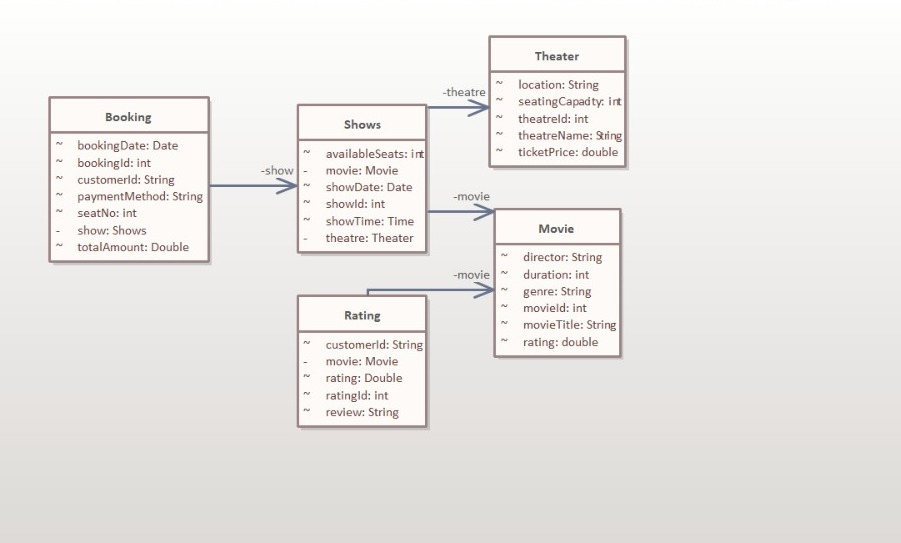 Theater
~ location: String
~ seatingCapadty: int
~ theatreId: int
~ theatreName: String
~ ticketPrice: double
-theatre
Booking
~ bookingDate: Date
~ bookingId: int
~ customerId: String
~ paymentMethod: String
~ seatNo: int
- show: Shows
~ totalAmount: Double
-show
Shows
~ availableSeats: int
- movie: Movie
~ showDate: Date
~ showId: int
~ showTime: Time
- theatre: Theater
-movie
Movie
~ director: String
~ duration: int
~ genre: String
~ movieId: int
~ movieTitle: String
~ rating: double
-movie
Rating
~ customerId: String
- movie: Movie
~ rating: Double
~ ratingId: int
~ review: String